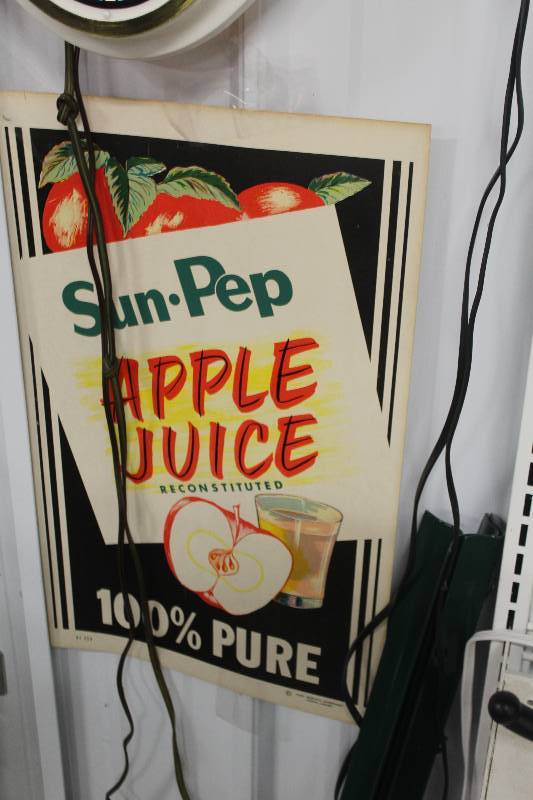 Sun·Pep
APPLE
JUICE
RECONSTITUTED
100% PURE